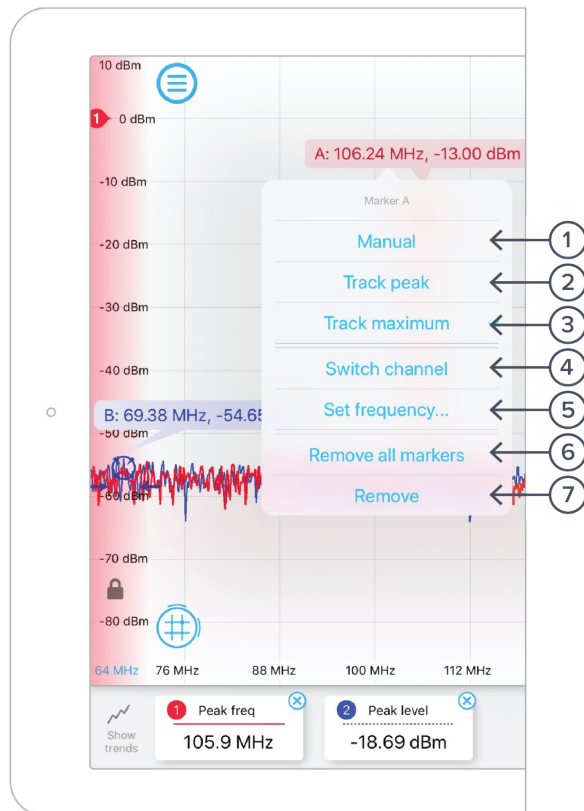 10 dBm
1
0 dBm
A: 106.24 MHz, -13.00 dBm
-10 dBm
Marker A
Manual
1
-20 dBm
Track peak
2
-30 dBm
Track maximum
3
-40 dBm
Switch channel
4
B: 69.38 MHz, -54.65
Set frequency...
5
-50 dBm
Remove all markers
6
-60 dBm
Remove
7
-70 dBm
-80 dBm
64 MHz 76 MHz 88 MHz 100 MHz 112 MHz
Show
trends
1 Peak freq
105.9 MHz
2 Peak level
-18.69 dBm